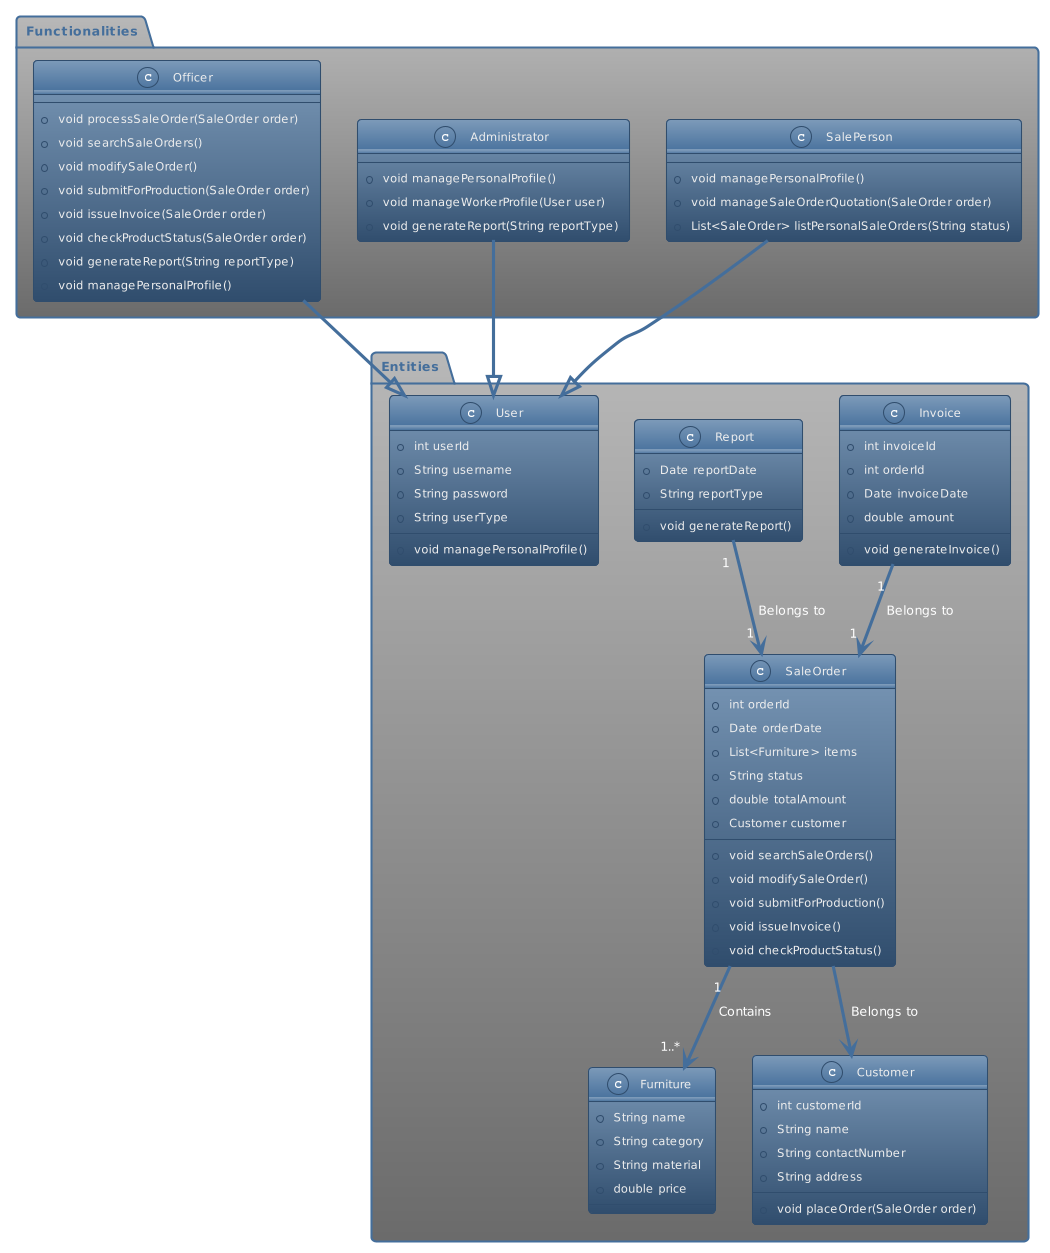 Functionalities
C Officer
void processSaleOrder(SaleOrder order)
void searchSaleOrders()
void modifySaleOrder()
void submitForProduction(SaleOrder order)
void issueInvoice(SaleOrder order)
void checkProductStatus(SaleOrder order)
void generateReport(String reportType)
void managePersonalProfile()
C Administrator
void managePersonalProfile()
void manageWorkerProfile(User user)
void generateReport(String reportType)
C SalePerson
void managePersonalProfile()
void manageSaleOrderQuotation(SaleOrder order)
List<SaleOrder> listPersonalSaleOrders(String status)
Entities
C User
int userId
String username
String password
String userType
void managePersonalProfile()
C Report
Date reportDate
String reportType
void generateReport()
C Invoice
int invoiceId
int orderId
Date invoiceDate
double amount
void generateInvoice()
1
Belongs to
1
1
Belongs to
1
C SaleOrder
int orderId
Date orderDate
List<Furniture> items
String status
double totalAmount
Customer customer
void searchSaleOrders()
void modifySaleOrder()
void submitForProduction()
void issueInvoice()
void checkProductStatus()
1
Contains
1..*
Belongs to
C Furniture
String name
String category
String material
double price
C Customer
int customerId
String name
String contactNumber
String address
void placeOrder(SaleOrder order)